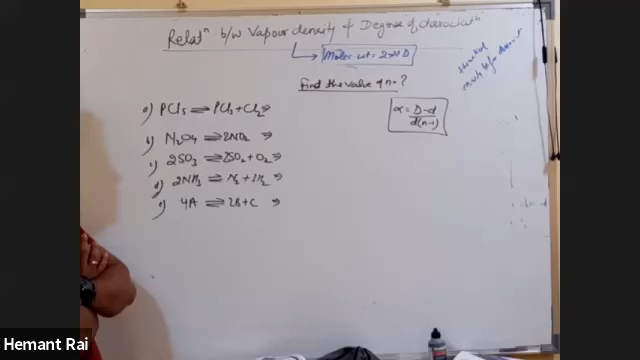 Relatⁿ b/w Vapour density & Degree of dissociatⁿ
Molec. wt = 2×V.D
Find the value of n?
α = D-d / d(n-1)
a) PCl₅ ⇌ PCl₃ + Cl₂ ⇒
b) N₂O₄ ⇌ 2NO₂ ⇒
c) 2SO₃ ⇌ 2SO₂ + O₂ ⇒
d) 2NH₃ ⇌ N₂ + 3H₂ ⇒
e) 4A ⇌ 2B + C ⇒
Hemant Rai